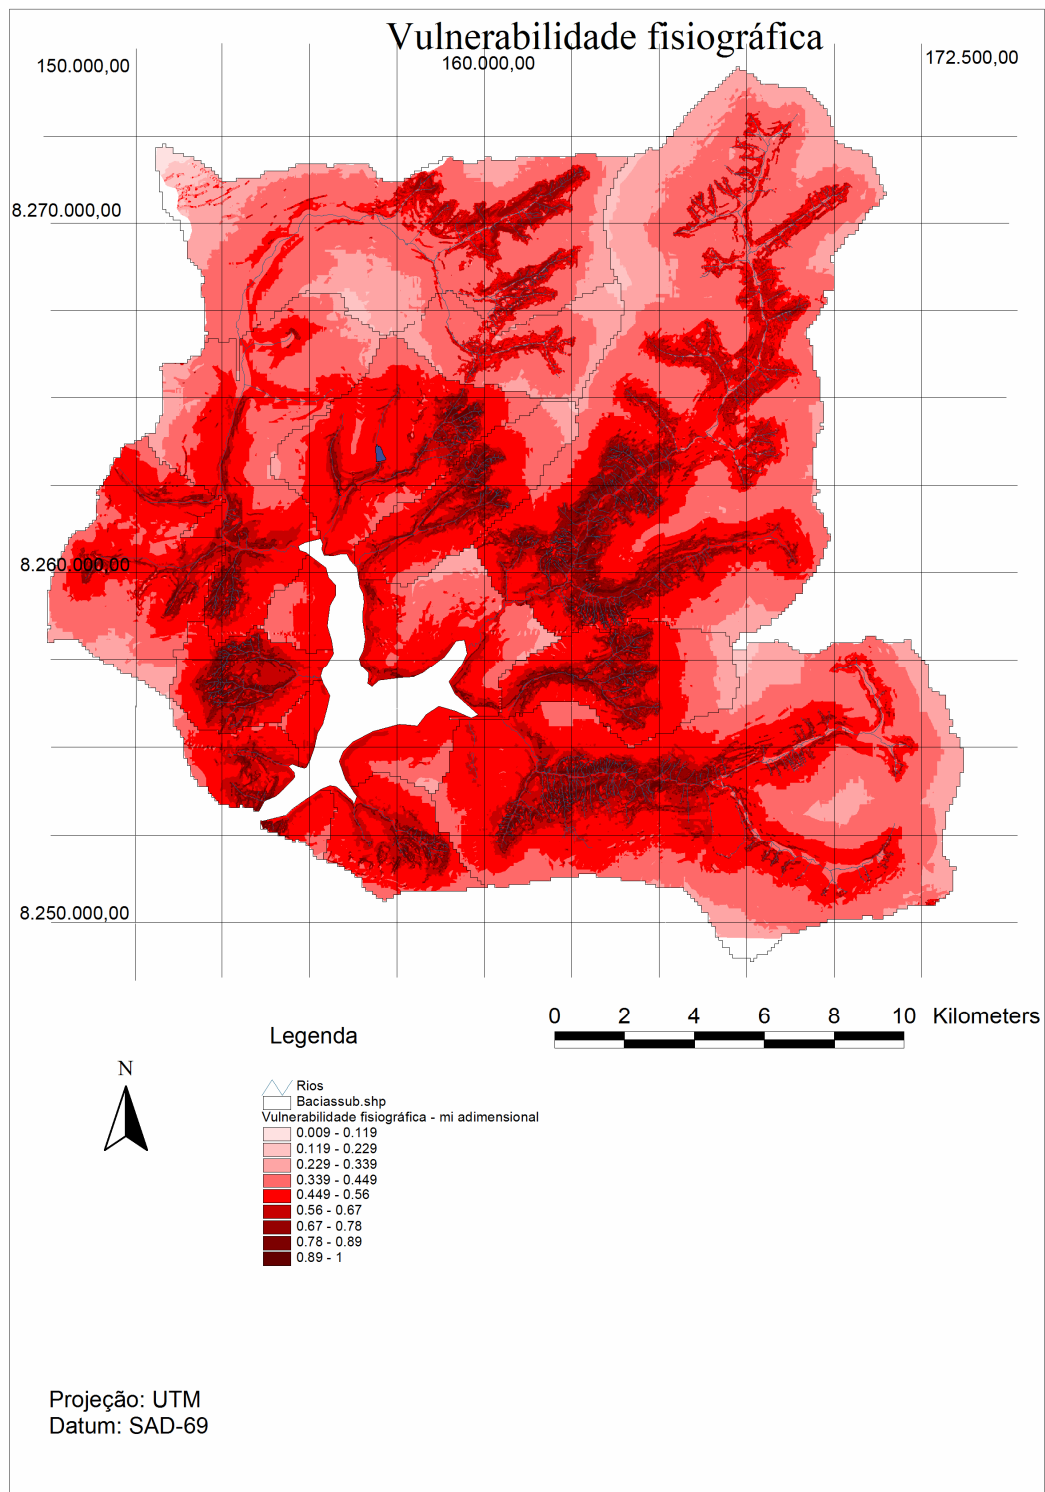 Vulnerabilidade fisiográfica
150.000,00
160.000,00
172.500,00
8.270.000,00
8.260.000,00
8.250.000,00
0 2 4 6 8 10 Kilometers
Legenda
N
Rios
Baciassub.shp
Vulnerabilidade fisiográfica - mi adimensional
0.009 - 0.119
0.119 - 0.229
0.229 - 0.339
0.339 - 0.449
0.449 - 0.56
0.56 - 0.67
0.67 - 0.78
0.78 - 0.89
0.89 - 1
Projeção: UTM
Datum: SAD-69